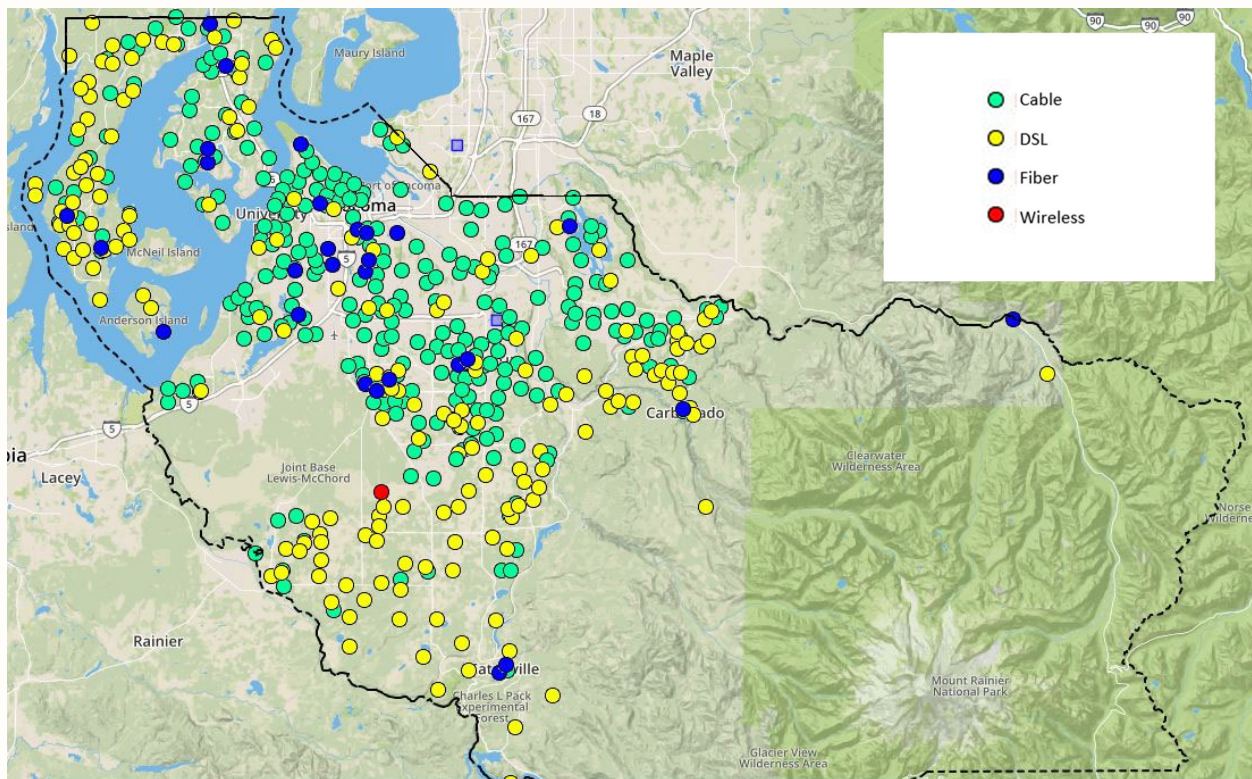 90
90
90
Maury Island
Maple
Valley
167
18
Cable
DSL
Fiber
Wireless
Port of Tacoma
University
McNeil Island
167
5
Anderson Island
5
5
Lacey
Joint Base
Lewis-McChord
Carbonado
Clearwater
Wilderness Area
Rainier
Charles L Pack
Experimental
Forest
Mount Rainier
National Park
Glacier View
Wilderness Area